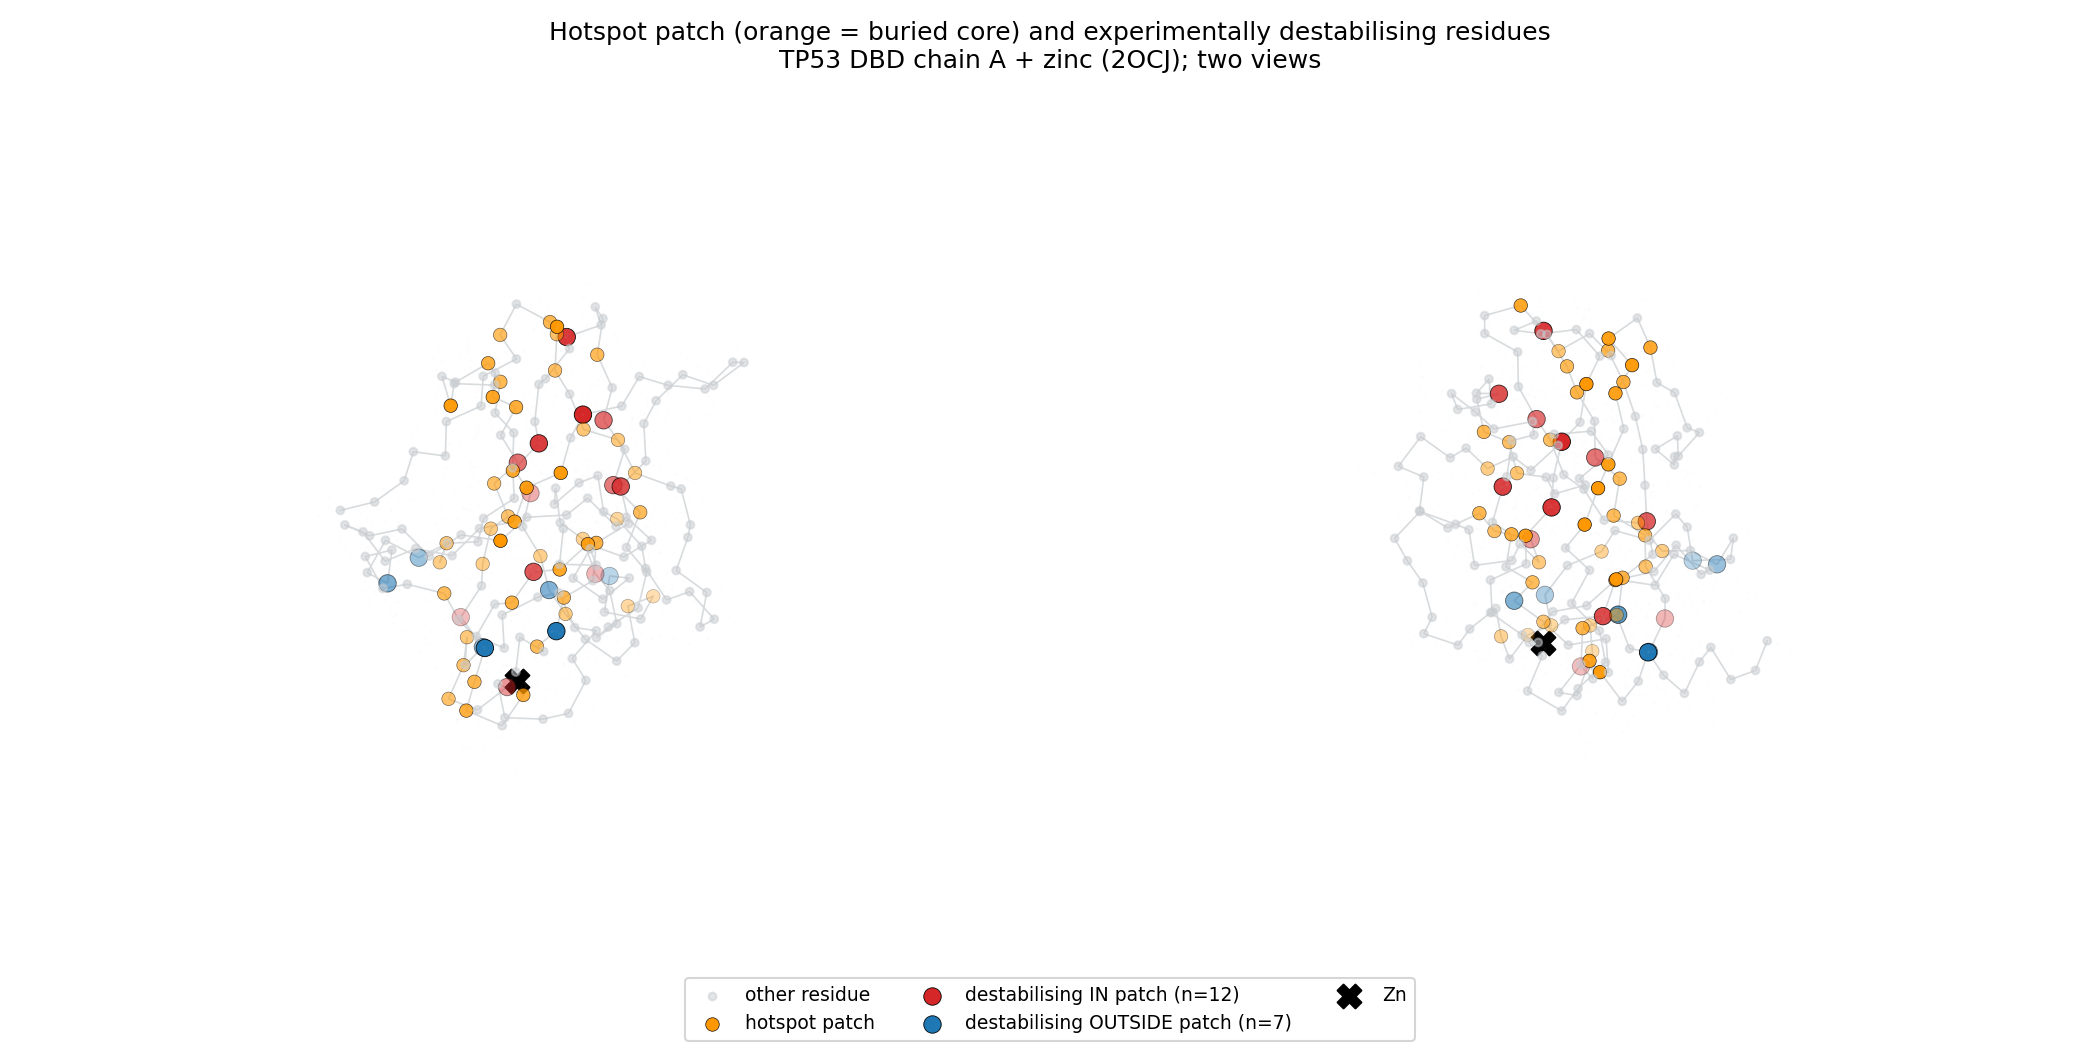 Hotspot patch (orange = buried core) and experimentally destabilising residues
TP53 DBD chain A + zinc (2OCJ); two views
other residue
hotspot patch
destabilising IN patch (n=12)
destabilising OUTSIDE patch (n=7)
Zn